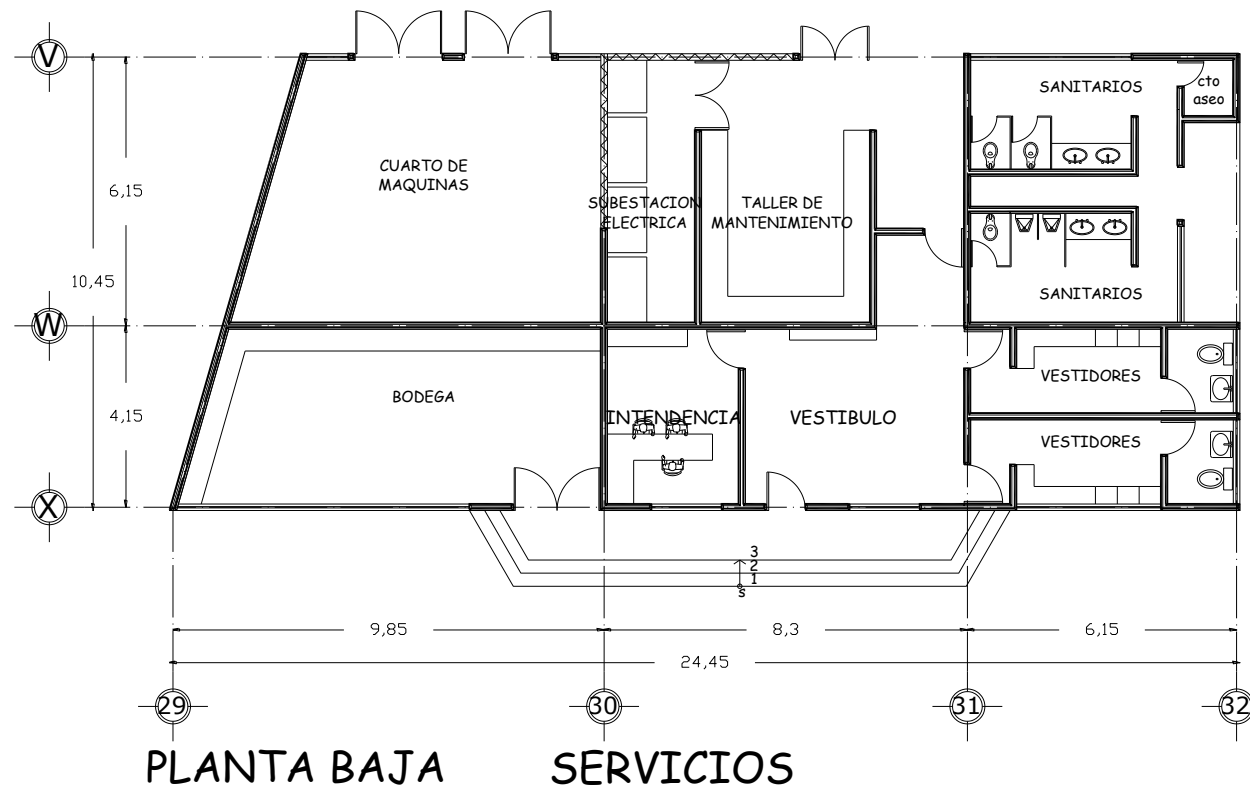 V
SANITARIOS
cto
aseo
CUARTO DE
MAQUINAS
6,15
SUBESTACION
ELECTRICA
TALLER DE
MANTENIMIENTO
10,45
SANITARIOS
W
VESTIDORES
BODEGA
4,15
INTENDENCIA
VESTIBULO
VESTIDORES
X
3
2
1
s
9,85
8,3
6,15
24,45
29
30
31
32
PLANTA BAJA SERVICIOS